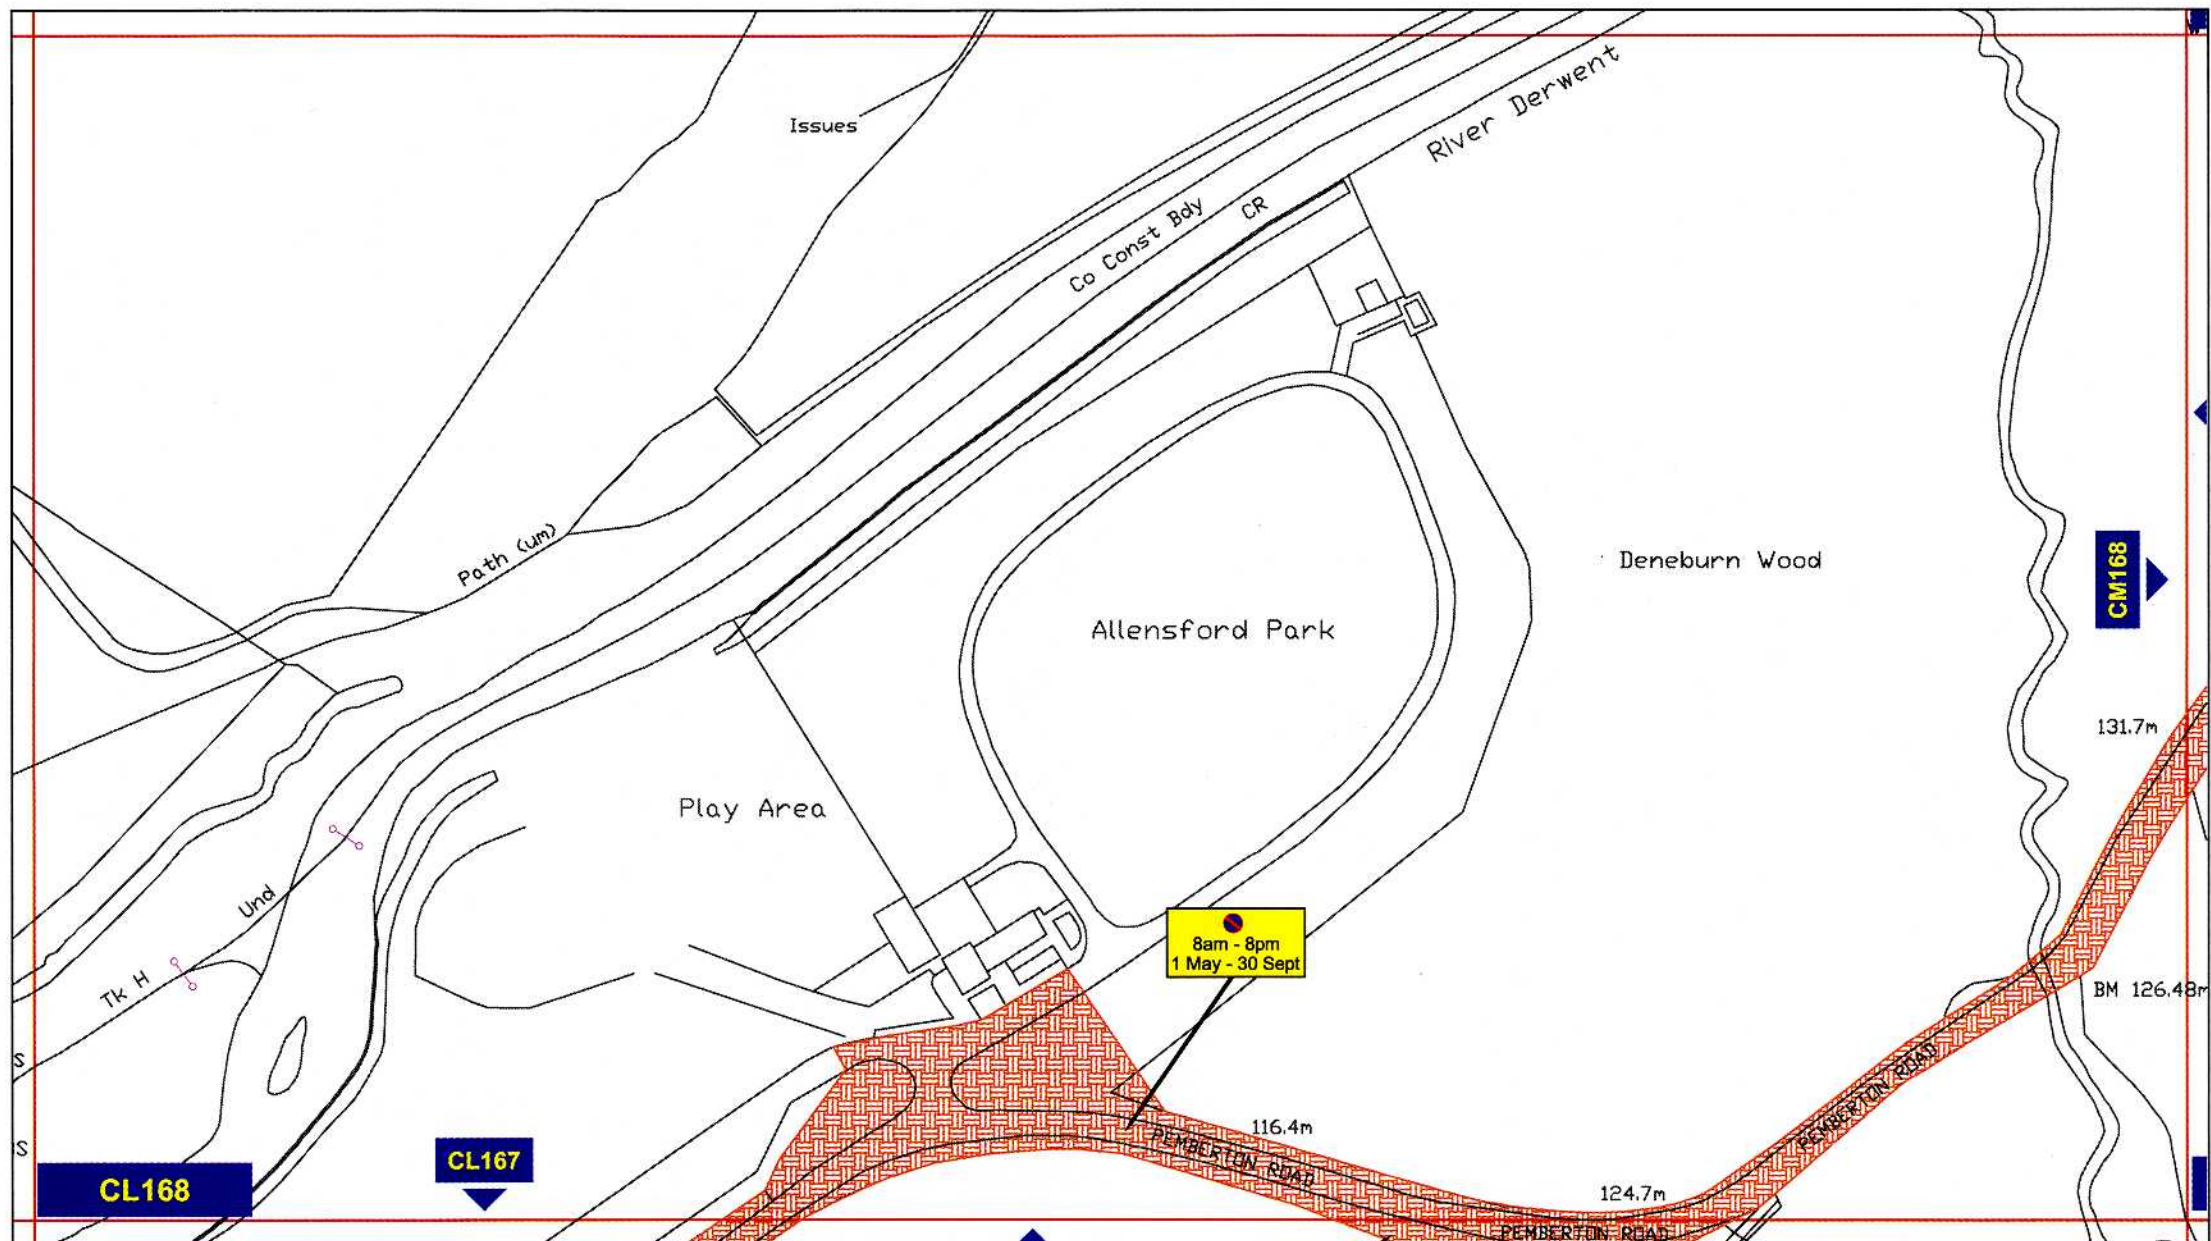 Issues
River Derwent
Co Const Bdy
CR
Path (um)
Deneburn Wood
CM168
Allensford Park
131.7m
Play Area
Und
8am - 8pm
1 May - 30 Sept
Tk H
BM 126.48m
S
116.4m
PEMBERTON ROAD
PEMBERTON ROAD
S
CL167
CL168
124.7m
PEMBERTON ROAD